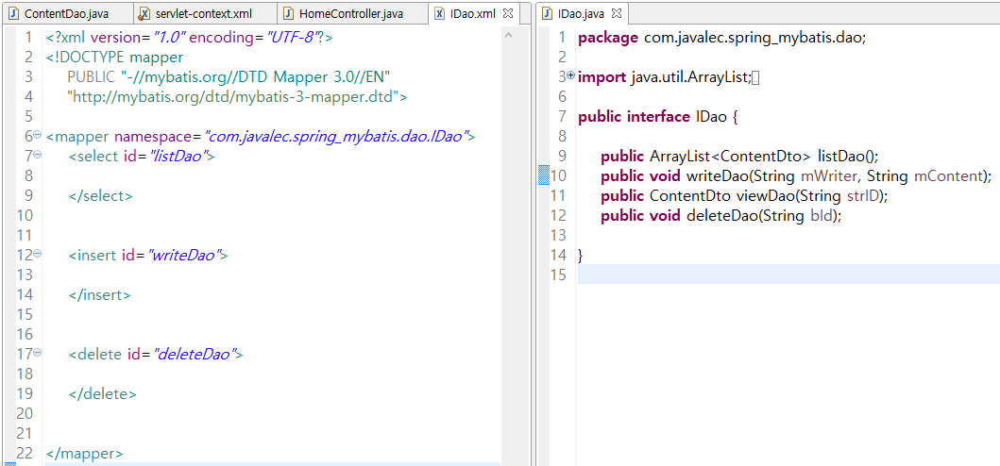 ContentDao.java servlet-context.xml HomeController.java IDao.xml
1 <?xml version="1.0" encoding="UTF-8"?>
2 <!DOCTYPE mapper
3 PUBLIC "-//mybatis.org//DTD Mapper 3.0//EN"
4 "http://mybatis.org/dtd/mybatis-3-mapper.dtd">
5
6 <mapper namespace="com.javalec.spring_mybatis.dao.IDao">
7 <select id="listDao">
8
9 </select>
10
11
12 <insert id="writeDao">
13
14 </insert>
15
16
17 <delete id="deleteDao">
18
19 </delete>
20
21
22 </mapper>
IDao.java
1 package com.javalec.spring_mybatis.dao;
2
3 import java.util.ArrayList;
6
7 public interface IDao {
8
9 public ArrayList<ContentDto> listDao();
10 public void writeDao(String mWriter, String mContent);
11 public ContentDto viewDao(String strID);
12 public void deleteDao(String bId);
13
14 }
15